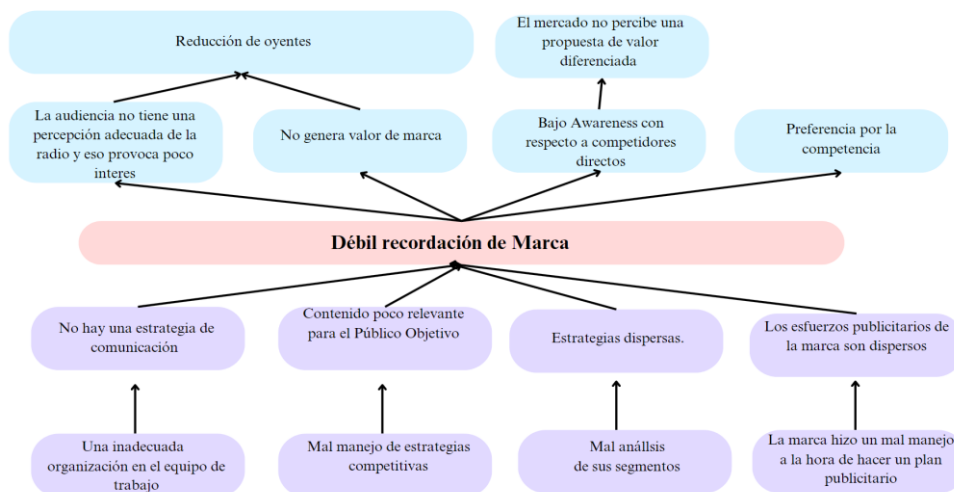 Reducción de oyentes
El mercado no percibe una
propuesta de valor
diferenciada
La audiencia no tiene una
percepción adecuada de la
radio y eso provoca poco
interes
No genera valor de marca
Bajo Awareness con
respecto a competidores
directos
Preferencia por la
competencia
Débil recordación de Marca
No hay una estrategia de
comunicación
Contenido poco relevante
para el Público Objetivo
Estrategias dispersas.
Los esfuerzos publicitarios de
la marca son dispersos
Una inadecuada
organización en el equipo de
trabajo
Mal manejo de estrategias
competitivas
Mal análisis
de sus segmentos
La marca hizo un mal manejo
a la hora de hacer un plan
publicitario